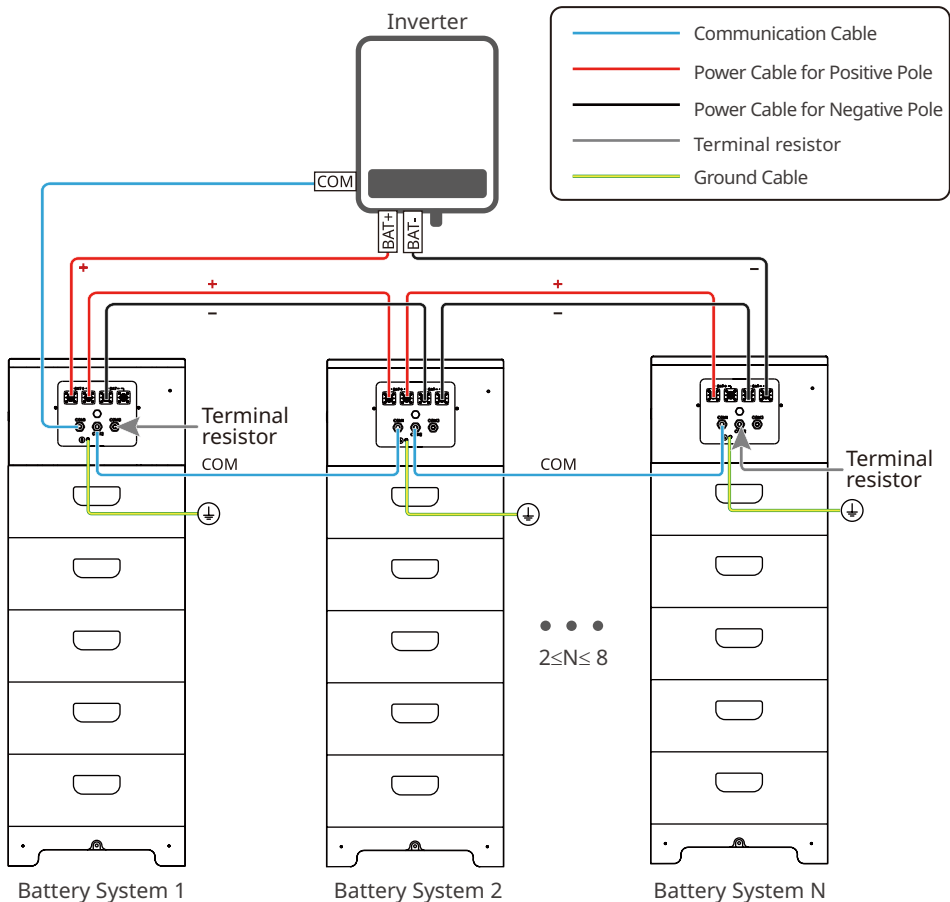 Inverter
Communication Cable
Power Cable for Positive Pole
Power Cable for Negative Pole
Terminal resistor
Ground Cable
COM
BAT+
BAT-
+
–
+
–
+
–
Terminal
resistor
COM
COM
Terminal
resistor
2≤N≤ 8
Battery System 1
Battery System 2
Battery System N